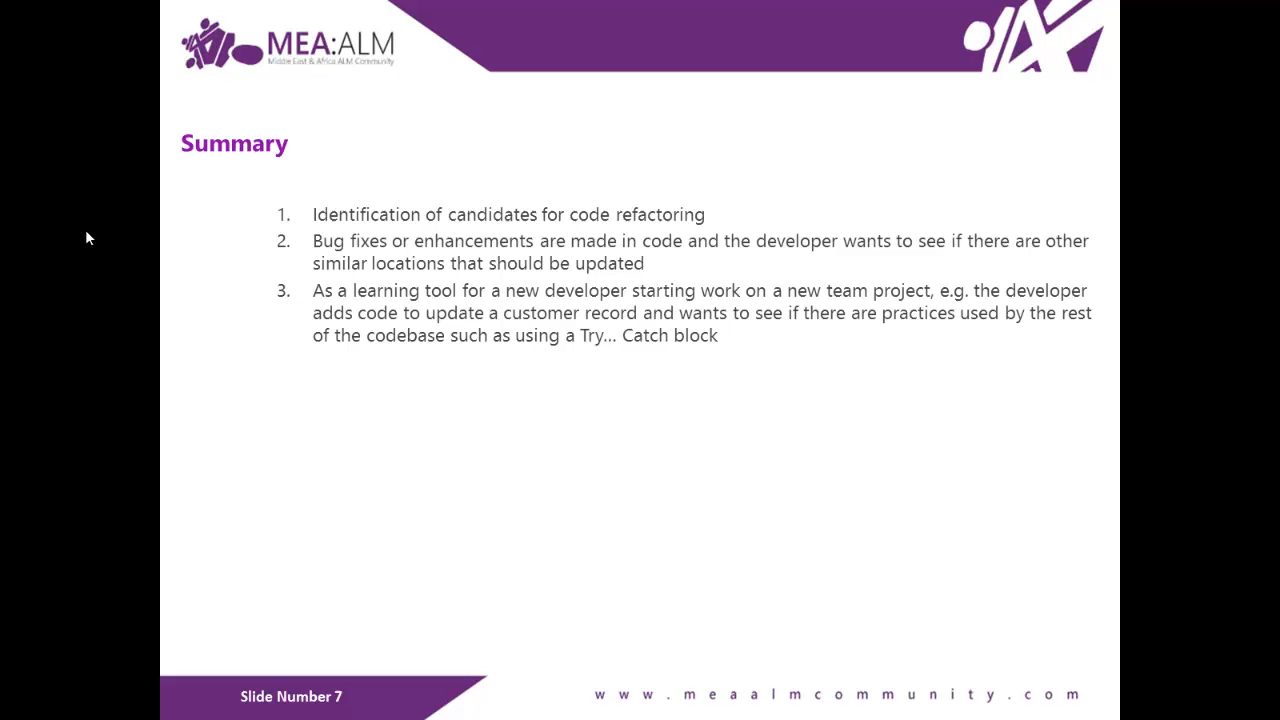 MEA:ALM
Middle East & Africa ALM Community
Summary
1. Identification of candidates for code refactoring
2. Bug fixes or enhancements are made in code and the developer wants to see if there are other
similar locations that should be updated
3. As a learning tool for a new developer starting work on a new team project, e.g. the developer
adds code to update a customer record and wants to see if there are practices used by the rest
of the codebase such as using a Try... Catch block
Slide Number 7
www.meaalmcommunity.com